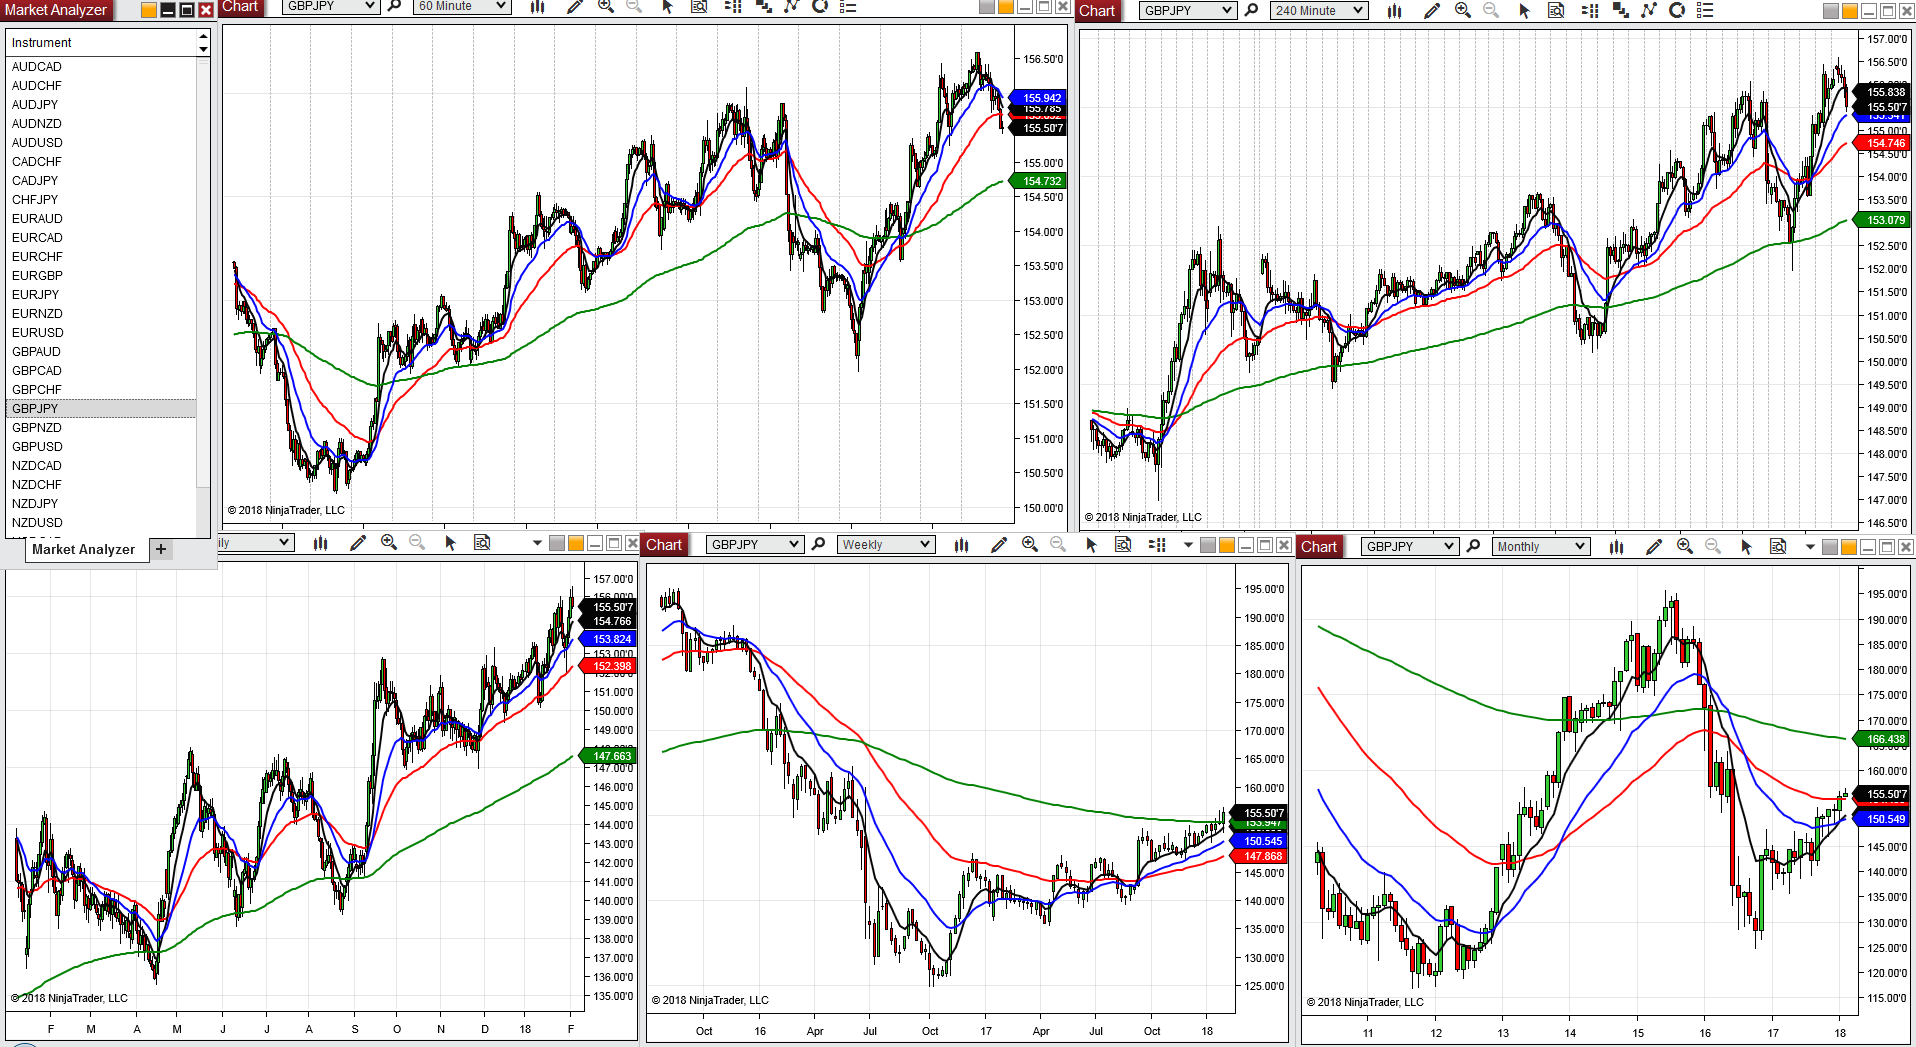 Market Analyzer
Instrument
AUDCAD
AUDCHF
AUDJPY
AUDNZD
AUDUSD
CADCHF
CADJPY
CHFJPY
EURAUD
EURCAD
EURCHF
EURGBP
EURJPY
EURNZD
EURUSD
GBPAUD
GBPCAD
GBPCHF
GBPJPY
GBPNZD
GBPUSD
NZDCAD
NZDCHF
NZDJPY
NZDUSD
Market Analyzer +
Chart GBPJPY 60 Minute
156.50'0
155.942
155.785
155.50'7
155.00'0
154.732
154.50'0
154.00'0
153.50'0
153.00'0
152.50'0
152.00'0
151.50'0
151.00'0
150.50'0
150.00'0
© 2018 NinjaTrader, LLC
Chart GBPJPY 240 Minute
157.00'0
156.50'0
155.838
155.50'7
155.00'0
154.746
154.50'0
154.00'0
153.50'0
153.079
152.50'0
152.00'0
151.50'0
151.00'0
150.50'0
150.00'0
149.50'0
149.00'0
148.50'0
148.00'0
147.50'0
147.00'0
146.50'0
© 2018 NinjaTrader, LLC
ily
157.00'0
155.50'7
154.766
153.824
153.00'0
152.398
151.00'0
150.00'0
149.00'0
147.663
147.00'0
146.00'0
145.00'0
144.00'0
143.00'0
142.00'0
141.00'0
140.00'0
139.00'0
138.00'0
137.00'0
136.00'0
135.00'0
© 2018 NinjaTrader, LLC
F M A M J J A S O N D 18 F
Chart GBPJPY Weekly
195.00'0
190.00'0
185.00'0
180.00'0
175.00'0
170.00'0
165.00'0
160.00'0
155.50'7
153.947
150.545
147.868
145.00'0
140.00'0
135.00'0
130.00'0
125.00'0
© 2018 NinjaTrader, LLC
Oct 16 Apr Jul Oct 17 Apr Jul Oct 18
Chart GBPJPY Monthly
195.00'0
190.00'0
185.00'0
180.00'0
175.00'0
170.00'0
166.438
160.00'0
155.50'7
150.549
145.00'0
140.00'0
135.00'0
130.00'0
125.00'0
120.00'0
115.00'0
© 2018 NinjaTrader, LLC
11 12 13 14 15 16 17 18